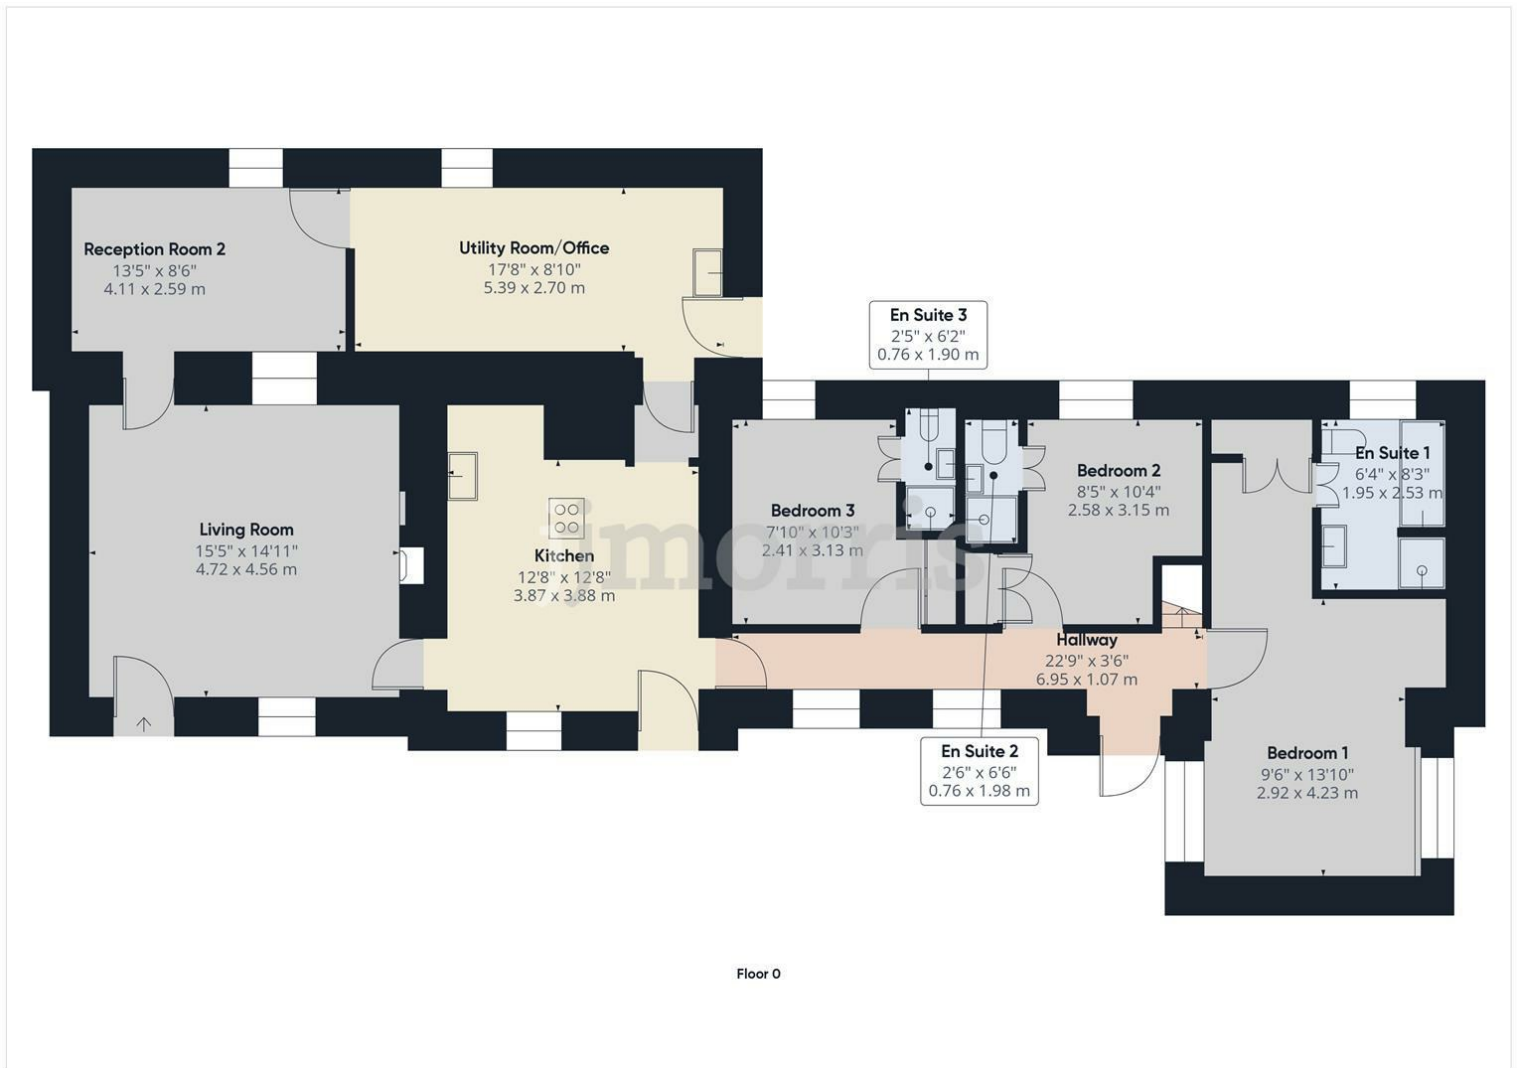 Reception Room 2
13'5" x 8'6"
4.11 x 2.59 m
Utility Room/Office
17'8" x 8'10"
5.39 x 2.70 m
En Suite 3
2'5" x 6'2"
0.76 x 1.90 m
En Suite 1
6'4" x 8'3"
1.95 x 2.53 m
Bedroom 2
8'5" x 10'4"
2.58 x 3.15 m
Bedroom 3
7'10" x 10'3"
2.41 x 3.13 m
Living Room
15'5" x 14'11"
4.72 x 4.56 m
jjmorris
Kitchen
12'8" x 12'8"
3.87 x 3.88 m
Hallway
22'9" x 3'6"
6.95 x 1.07 m
En Suite 2
2'6" x 6'6"
0.76 x 1.98 m
Bedroom 1
9'6" x 13'10"
2.92 x 4.23 m
Floor 0